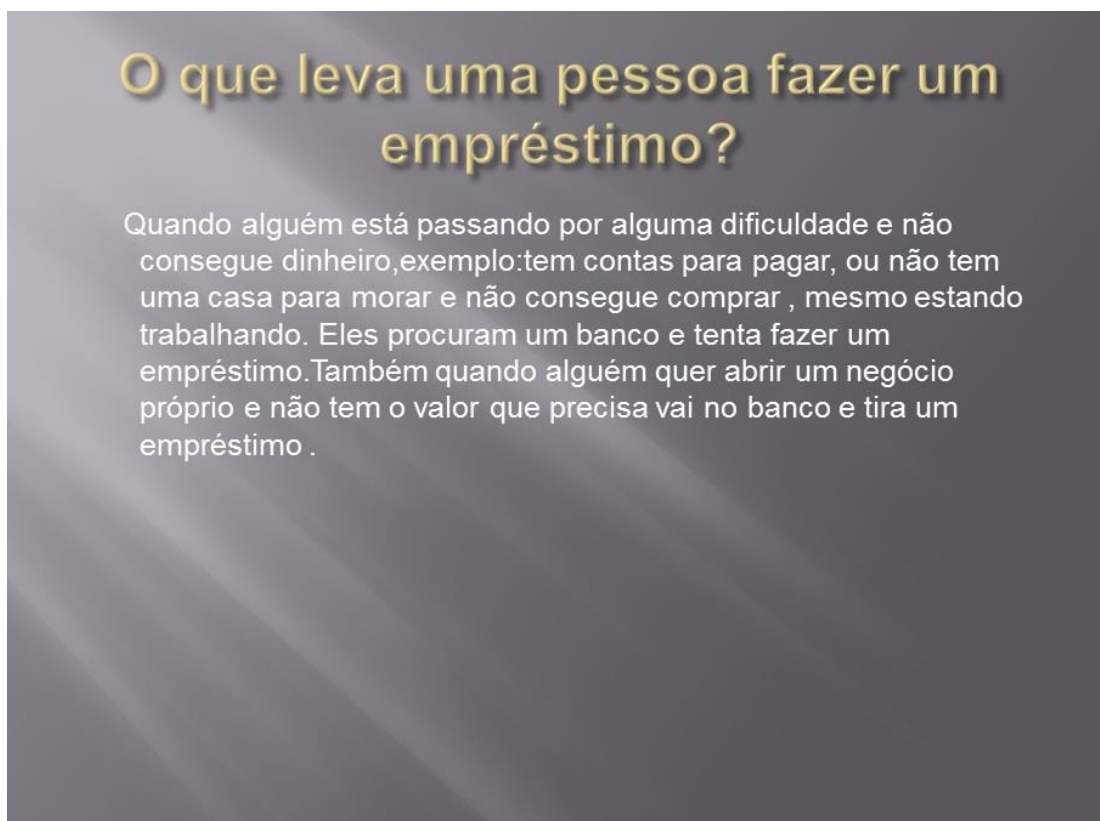 O que leva uma pessoa fazer um
empréstimo?
Quando alguém está passando por alguma dificuldade e não
consegue dinheiro,exemplo:tem contas para pagar, ou não tem
uma casa para morar e não consegue comprar , mesmo estando
trabalhando. Eles procuram um banco e tenta fazer um
empréstimo.Também quando alguém quer abrir um negócio
próprio e não tem o valor que precisa vai no banco e tira um
empréstimo .